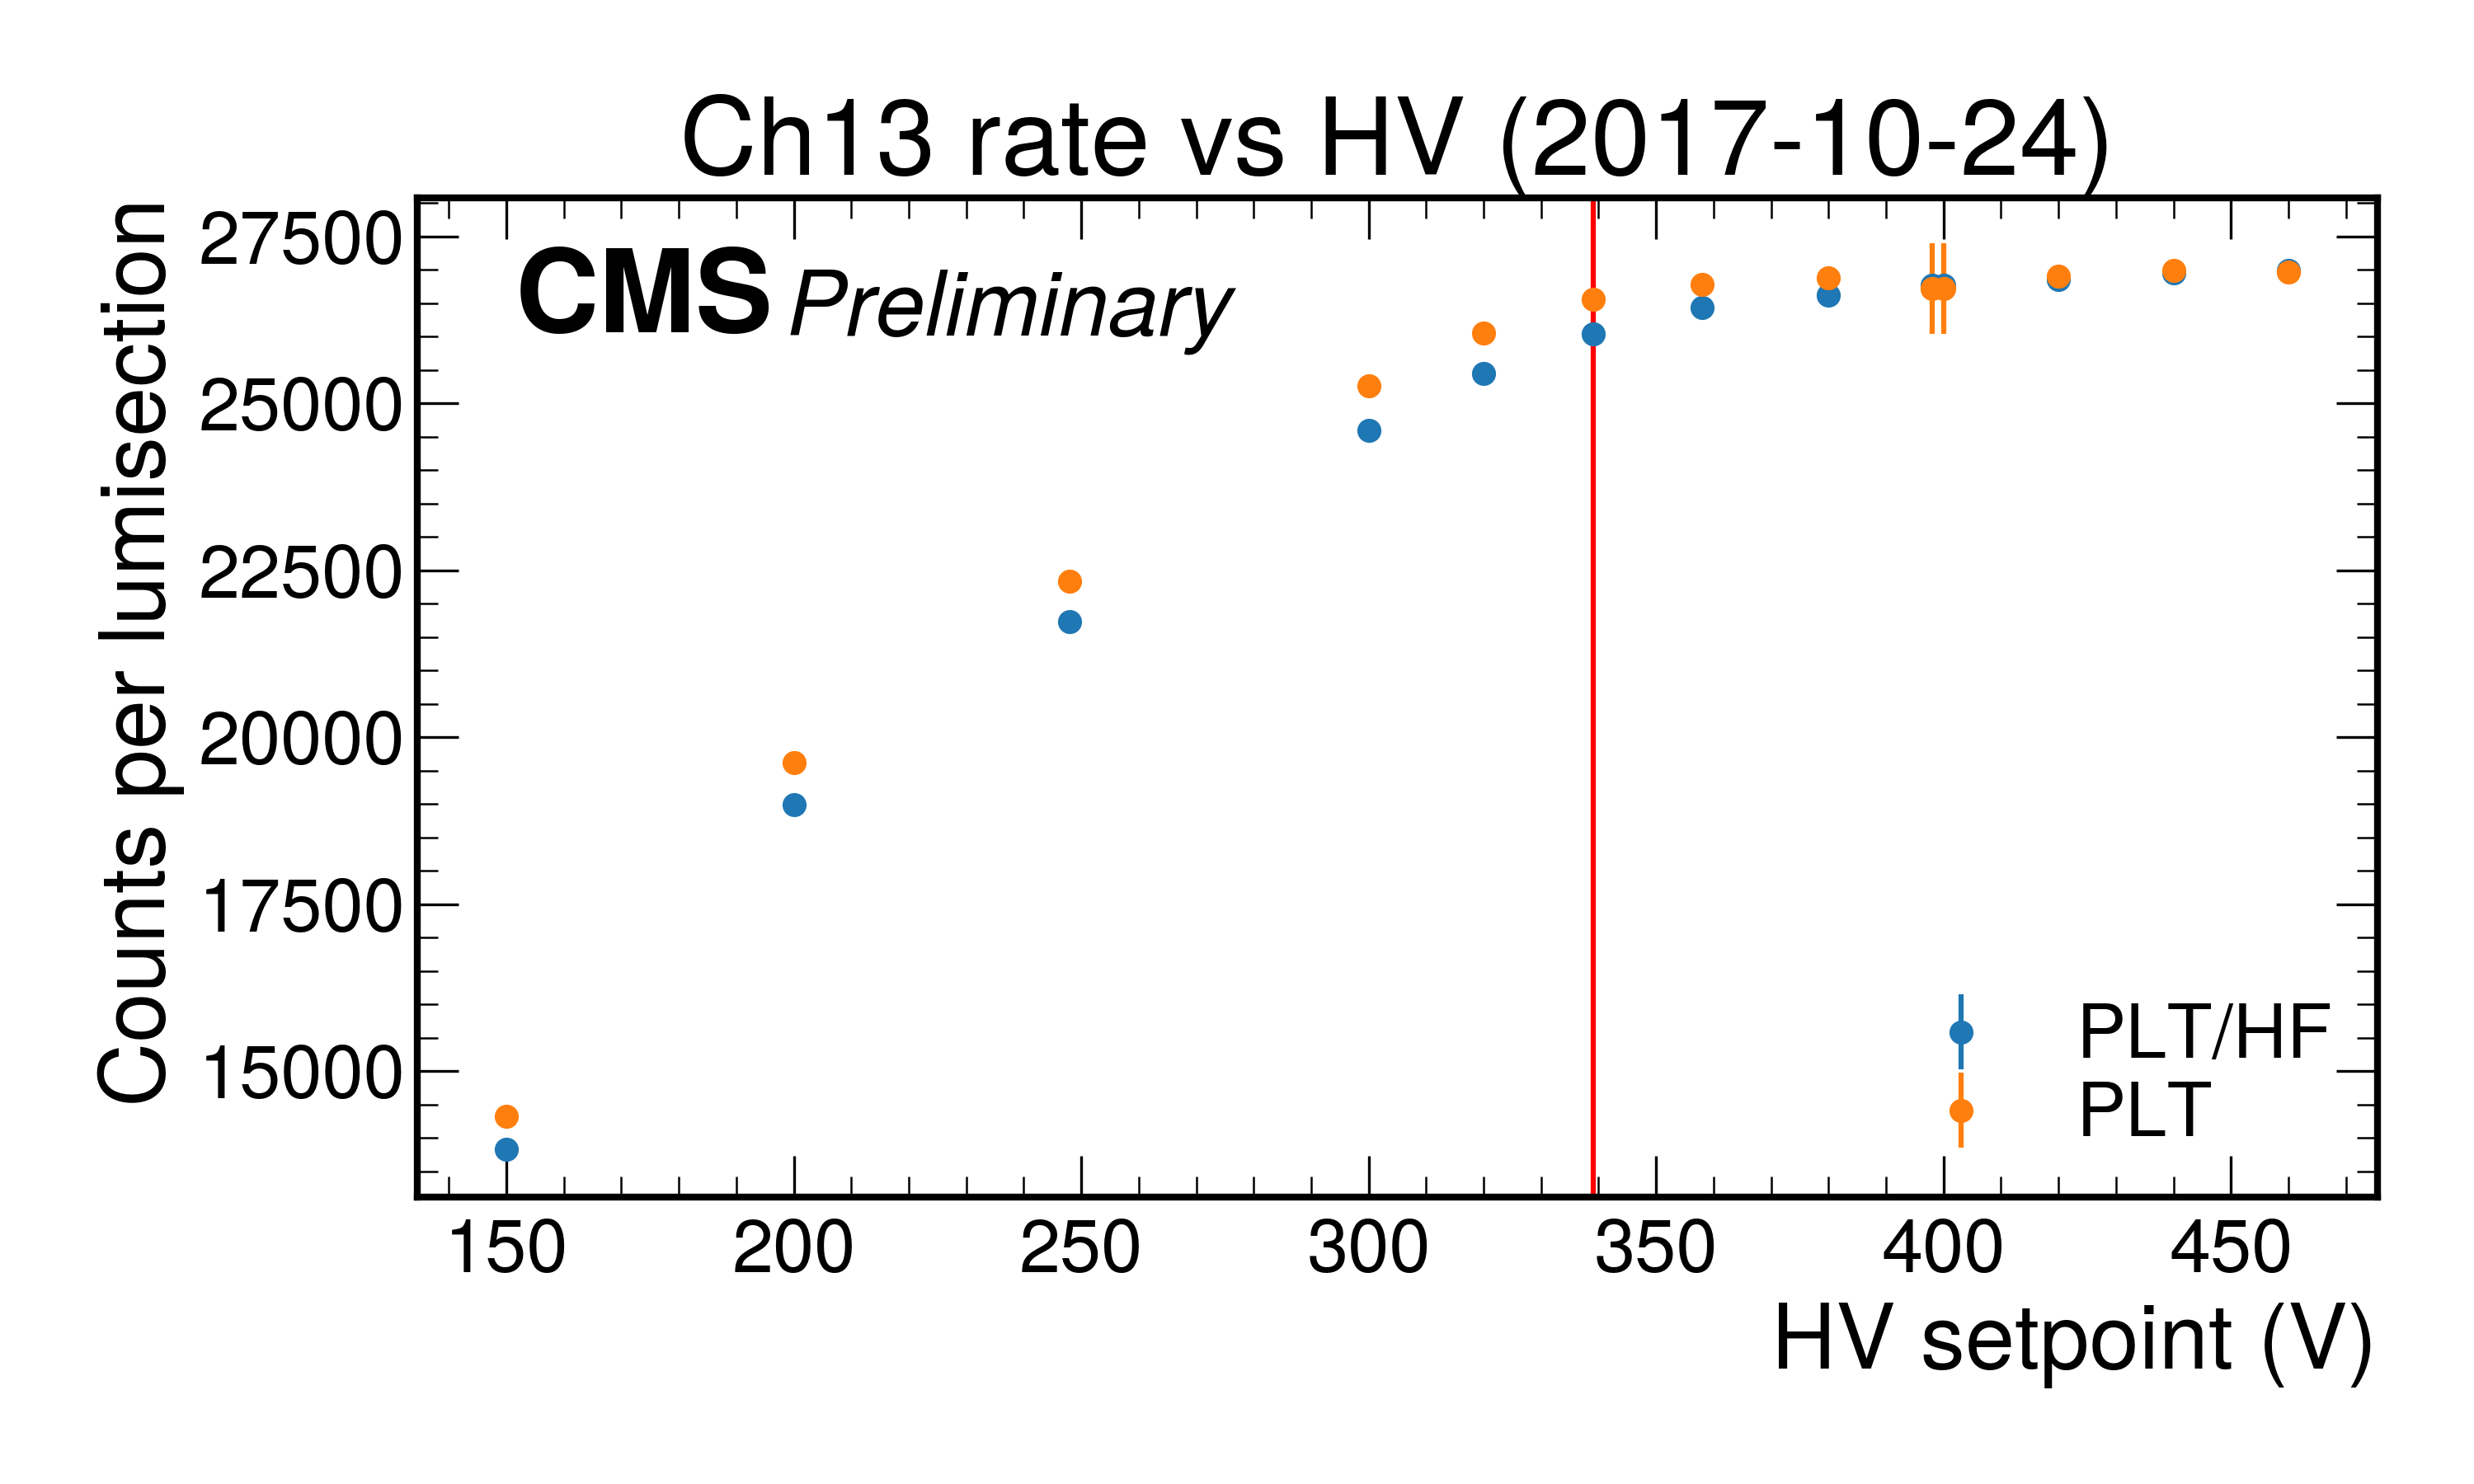 Ch13 rate vs HV (2017-10-24)
CMS Preliminary
Counts per lumisection
27500
25000
22500
20000
17500
15000
PLT/HF
PLT
150 200 250 300 350 400 450
HV setpoint (V)